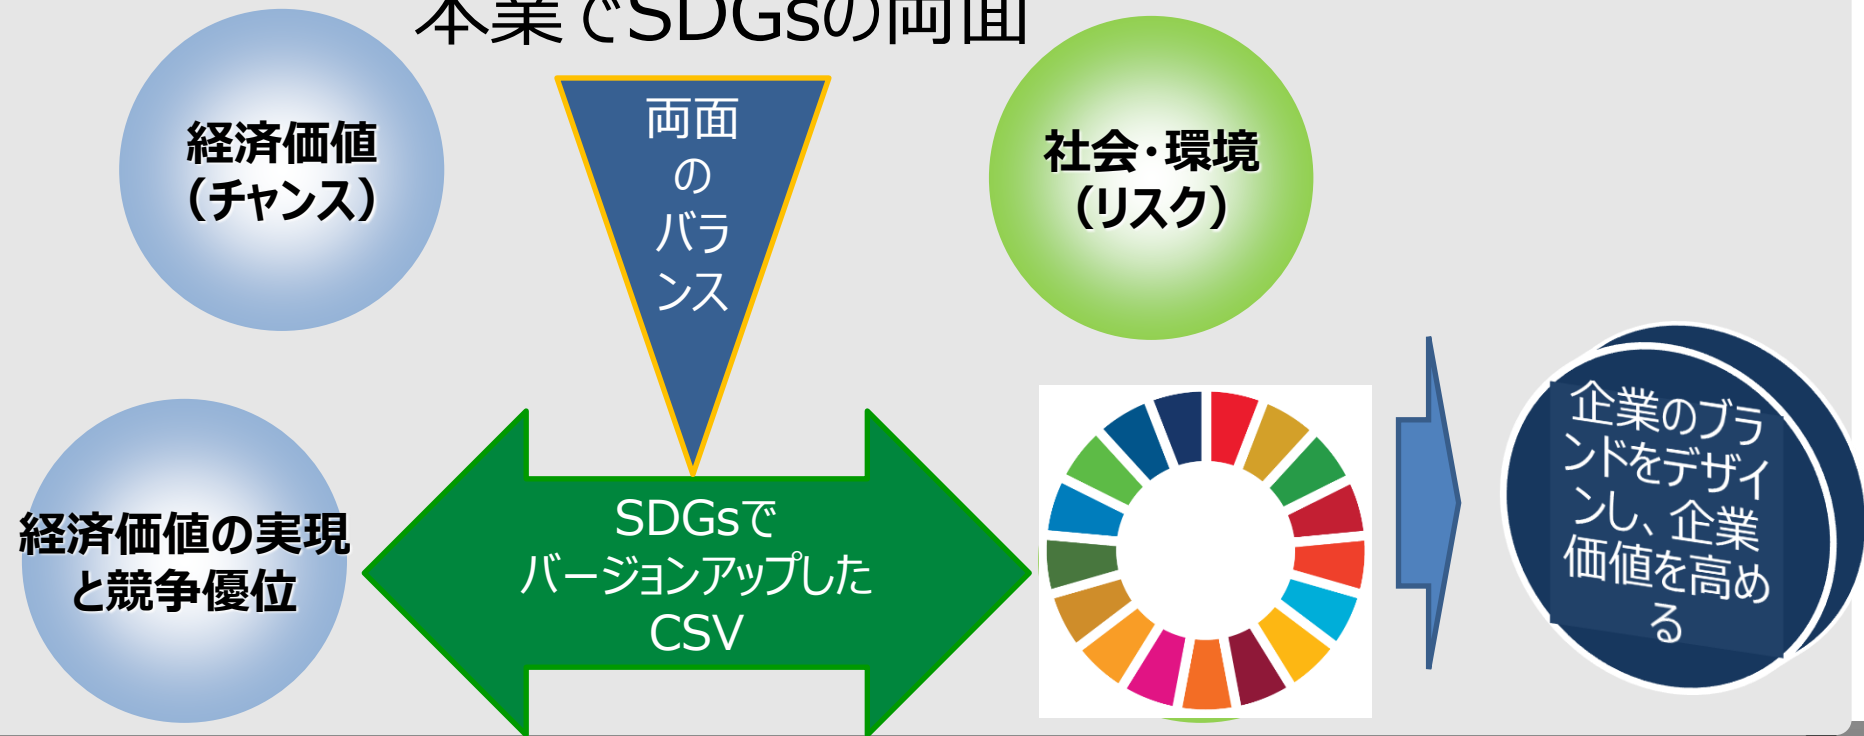 本業でSDGsの両面
経済価値
（チャンス）
両面
の
バラ
ンス
社会・環境
（リスク）
経済価値の実現
と競争優位
SDGsで
バージョンアップした
CSV
企業のブラ
ンドをデザイ
ンし、企業
価値を高め
る